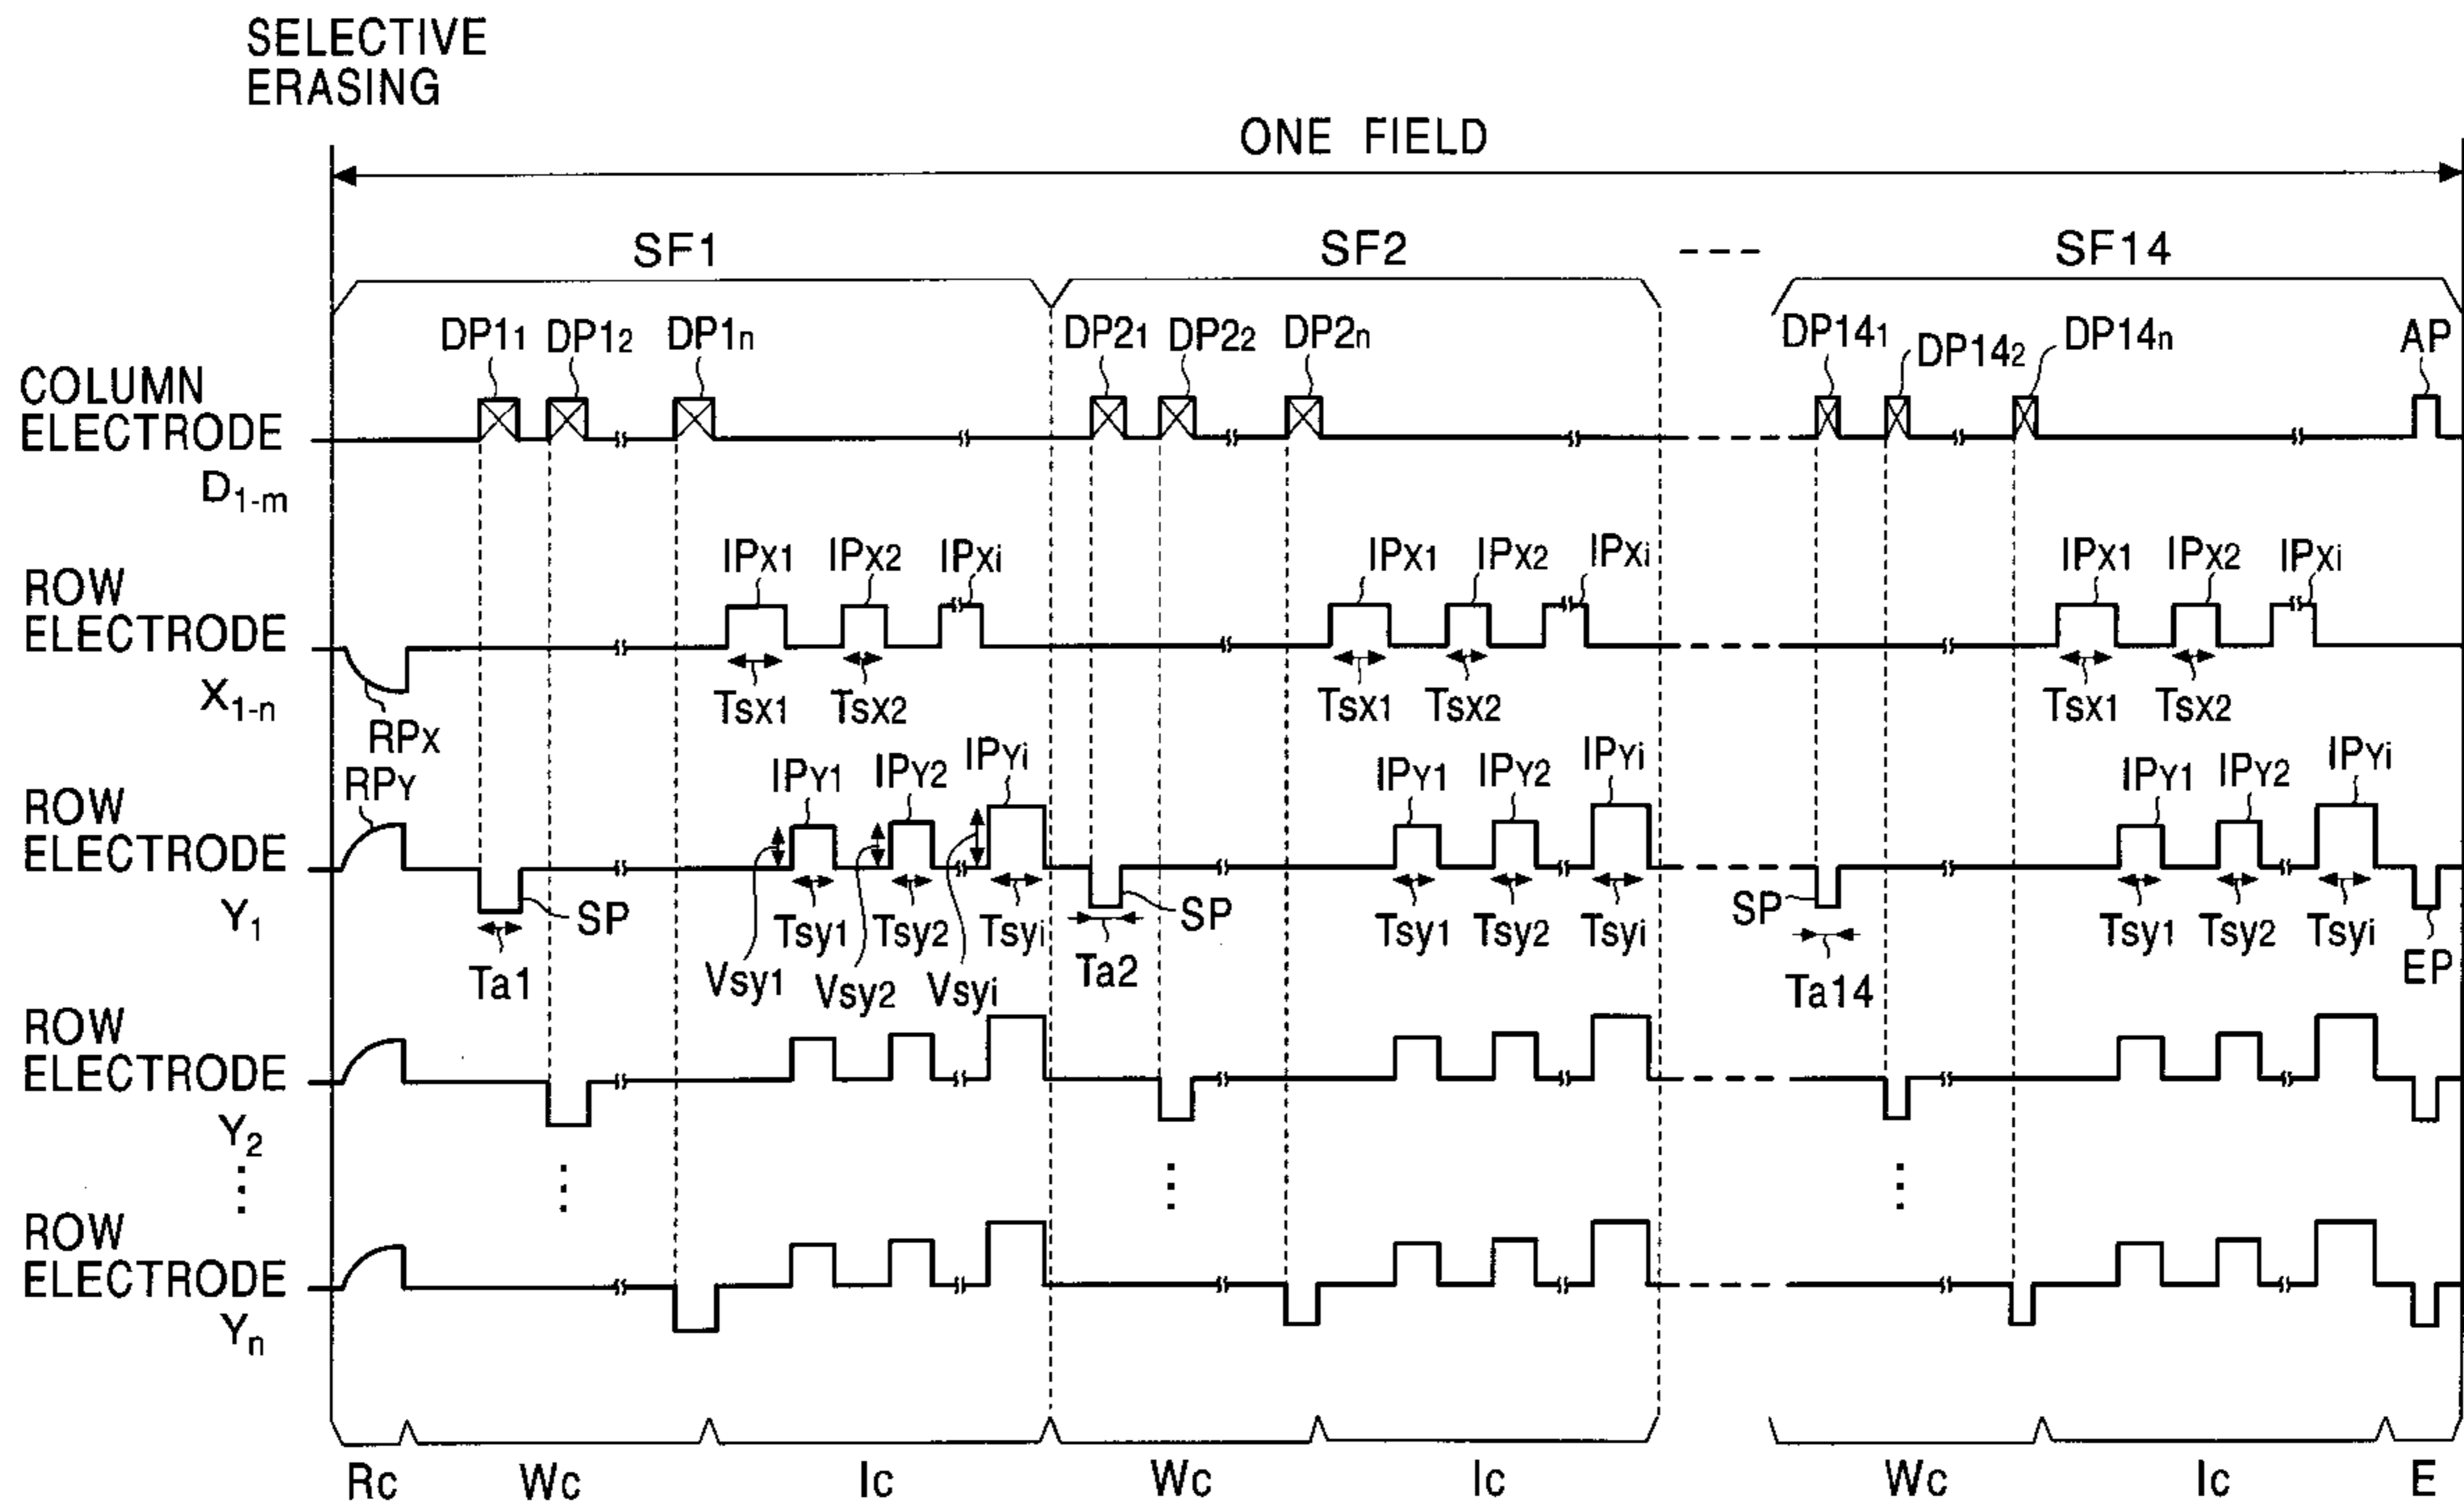 SELECTIVE
ERASING
ONE FIELD
SF1 SF2 SF14
DP11 DP12 DP1n DP21 DP22 DP2n DP141 DP142 DP14n AP
COLUMN
ELECTRODE
D1-m
IPX1 IPX2 IPXi IPX1 IPX2 IPXi IPX1 IPX2 IPXi
ROW
ELECTRODE
X1-n
Tsx1 Tsx2 Tsx1 Tsx2 Tsx1 Tsx2
RPX
RPY IPY1 IPY2 IPYi IPY1 IPY2 IPYi IPY1 IPY2 IPYi
ROW
ELECTRODE
Y1
SP SP SP
Tsy1 Tsy2 Tsyi Tsy1 Tsy2 Tsyi Tsy1 Tsy2 Tsyi
Ta1 Vsy1 Vsy2 Vsyi Ta2 Ta14 EP
ROW
ELECTRODE
Y2
ROW
ELECTRODE
Yn
Rc Wc Ic Wc Ic Wc Ic E